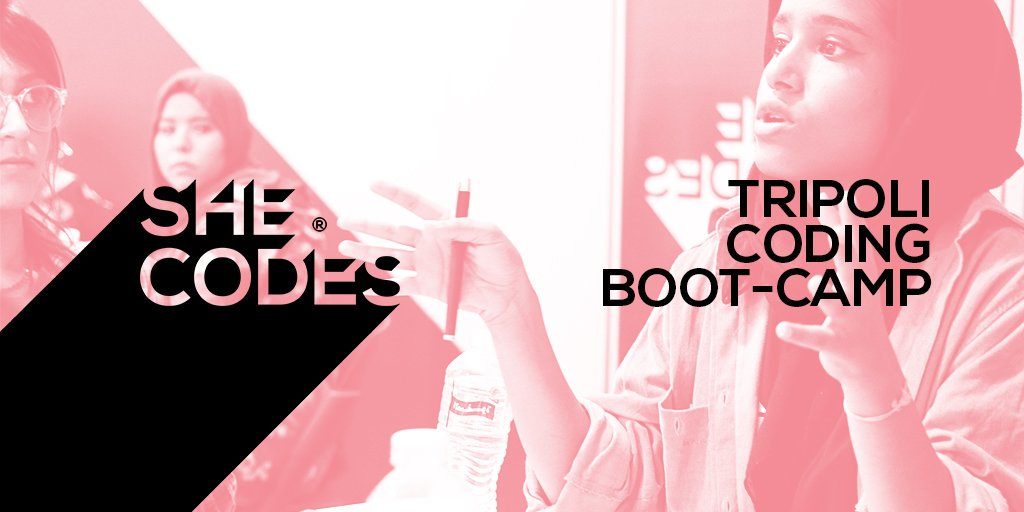 SHE
®
CODES
TRIPOLI
CODING
BOOT-CAMP